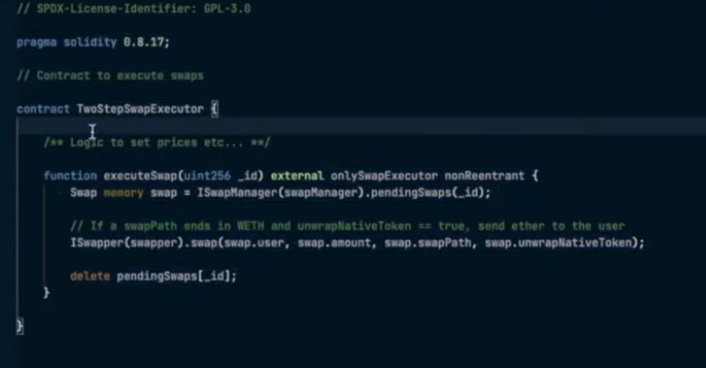 // SPDX-License-Identifier: GPL-3.0
pragma solidity 0.8.17;
// Contract to execute swaps
contract TwoStepSwapExecutor {
/** Logic to set prices etc... **/
function executeSwap(uint256 _id) external onlySwapExecutor nonReentrant {
Swap memory swap = ISwapManager(swapManager).pendingSwaps(_id);
// If a swapPath ends in WETH and unwrapNativeToken == true, send ether to the user
ISwapper(swapper).swap(swap.user, swap.amount, swap.swapPath, swap.unwrapNativeToken);
delete pendingSwaps[_id];
}
}